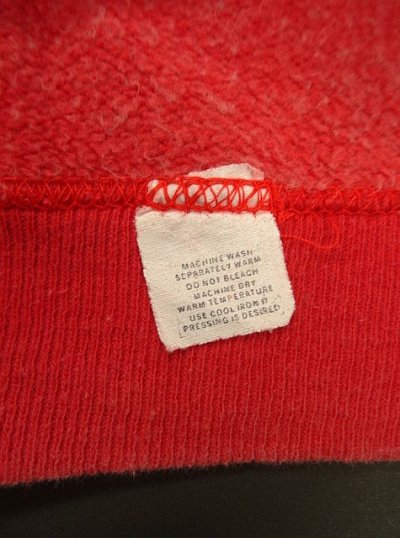 MACHINE WASH
SEPARATELY WARM
DO NOT BLEACH
MACHINE DRY
WARM TEMPERATURE
USE COOL IRON IF
PRESSING IS DESIRED